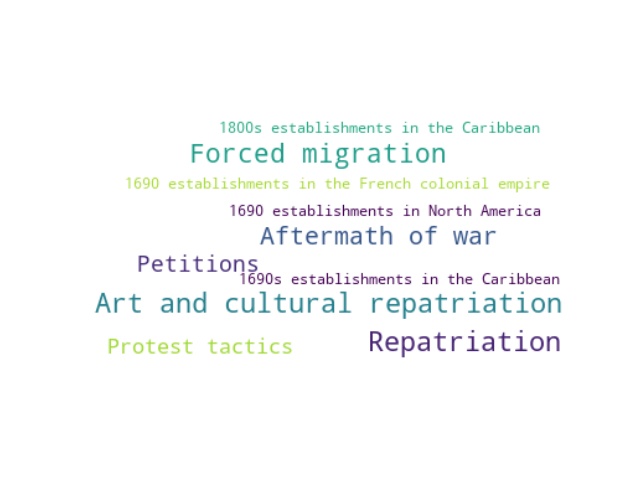 1800s establishments in the Caribbean
Forced migration
1690 establishments in the French colonial empire
1690 establishments in North America
Aftermath of war
Petitions
1690s establishments in the Caribbean
Art and cultural repatriation
Protest tactics
Repatriation